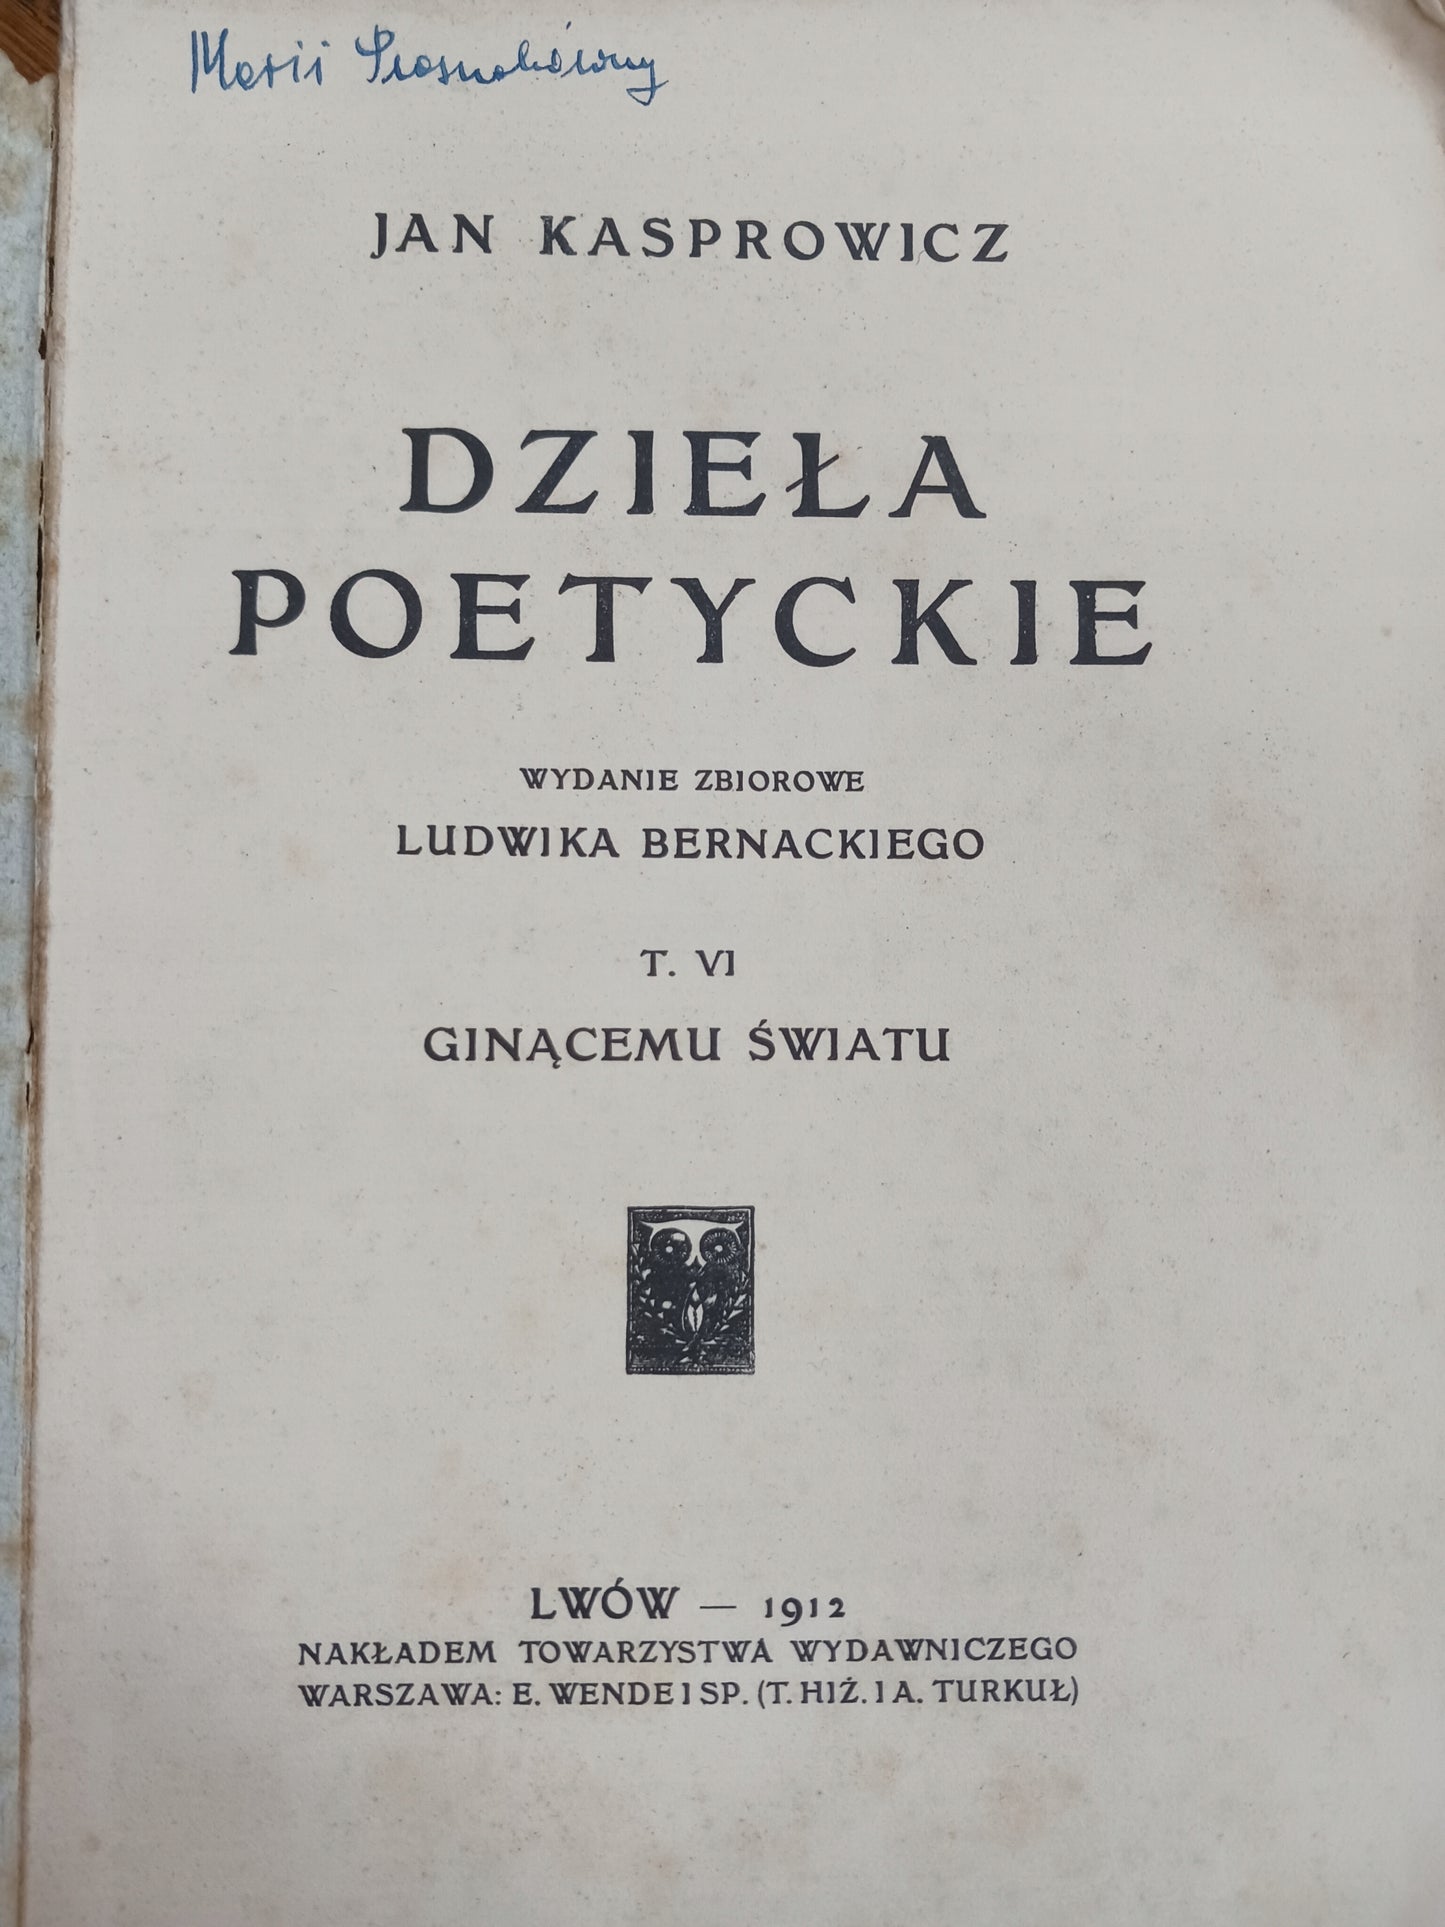 Marii
JAN KASPROWICZ
DZIEŁA
POETYCKIE
WYDANIE ZBIOROWE
LUDWIKA BERNACKIEGO
T. VI
GINĄCEMU ŚWIATU
LWÓW — 1912
NAKŁADEM TOWARZYSTWA WYDAWNICZEGO
WARSZAWA: E. WENDE I SP. (T. HIŻ. I A. TURKUŁ)